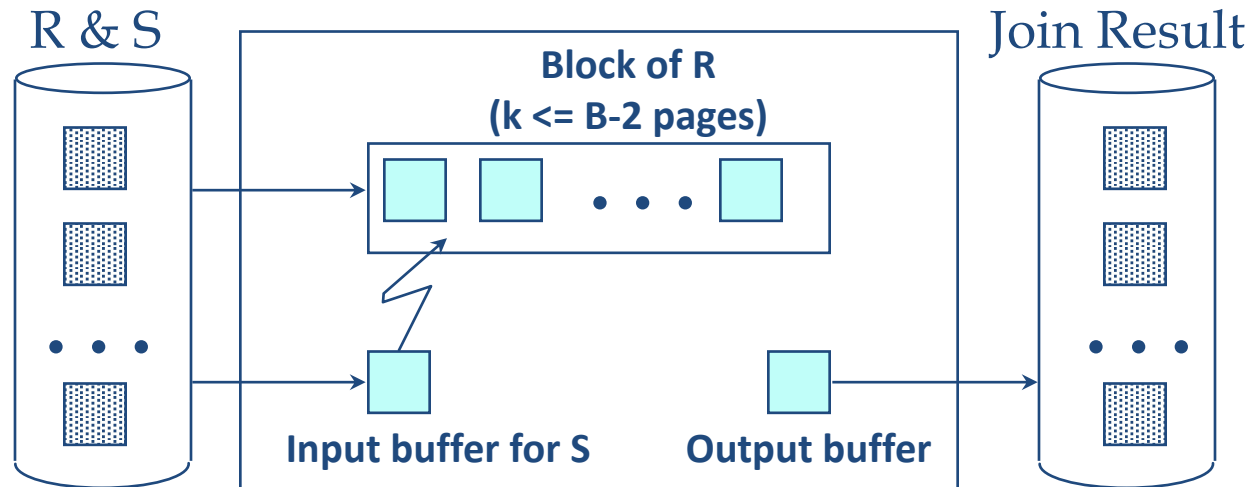 R & S
Join Result
Block of R
(k <= B-2 pages)
• • •
• • •
• • •
Input buffer for S
Output buffer